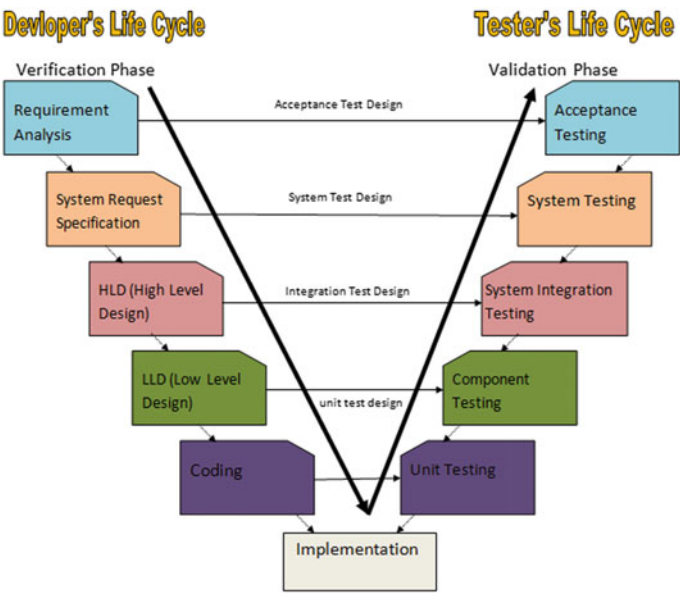 Devloper's Life Cycle
Tester's Life Cycle
Verification Phase
Validation Phase
Requirement
Analysis
Acceptance Test Design
Acceptance
Testing
System Request
Specification
System Test Design
System Testing
HLD (High Level
Design)
Integration Test Design
System Integration
Testing
LLD (Low Level
Design)
unit test design
Component
Testing
Coding
Unit Testing
Implementation